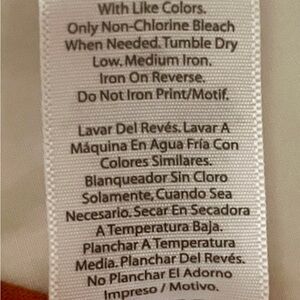 With Like Colors.
Only Non-Chlorine Bleach
When Needed. Tumble Dry
Low. Medium Iron.
Iron On Reverse.
Do Not Iron Print/Motif.
Lavar Del Revés. Lavar A
Máquina En Agua Fría Con
Colores Similares.
Blanqueador Sin Cloro
Solamente, Cuando Sea
Necesario. Secar En Secadora
A Temperatura Baja.
Planchar A Temperatura
Media. Planchar Del Revés.
No Planchar El Adorno
Impreso / Motivo.